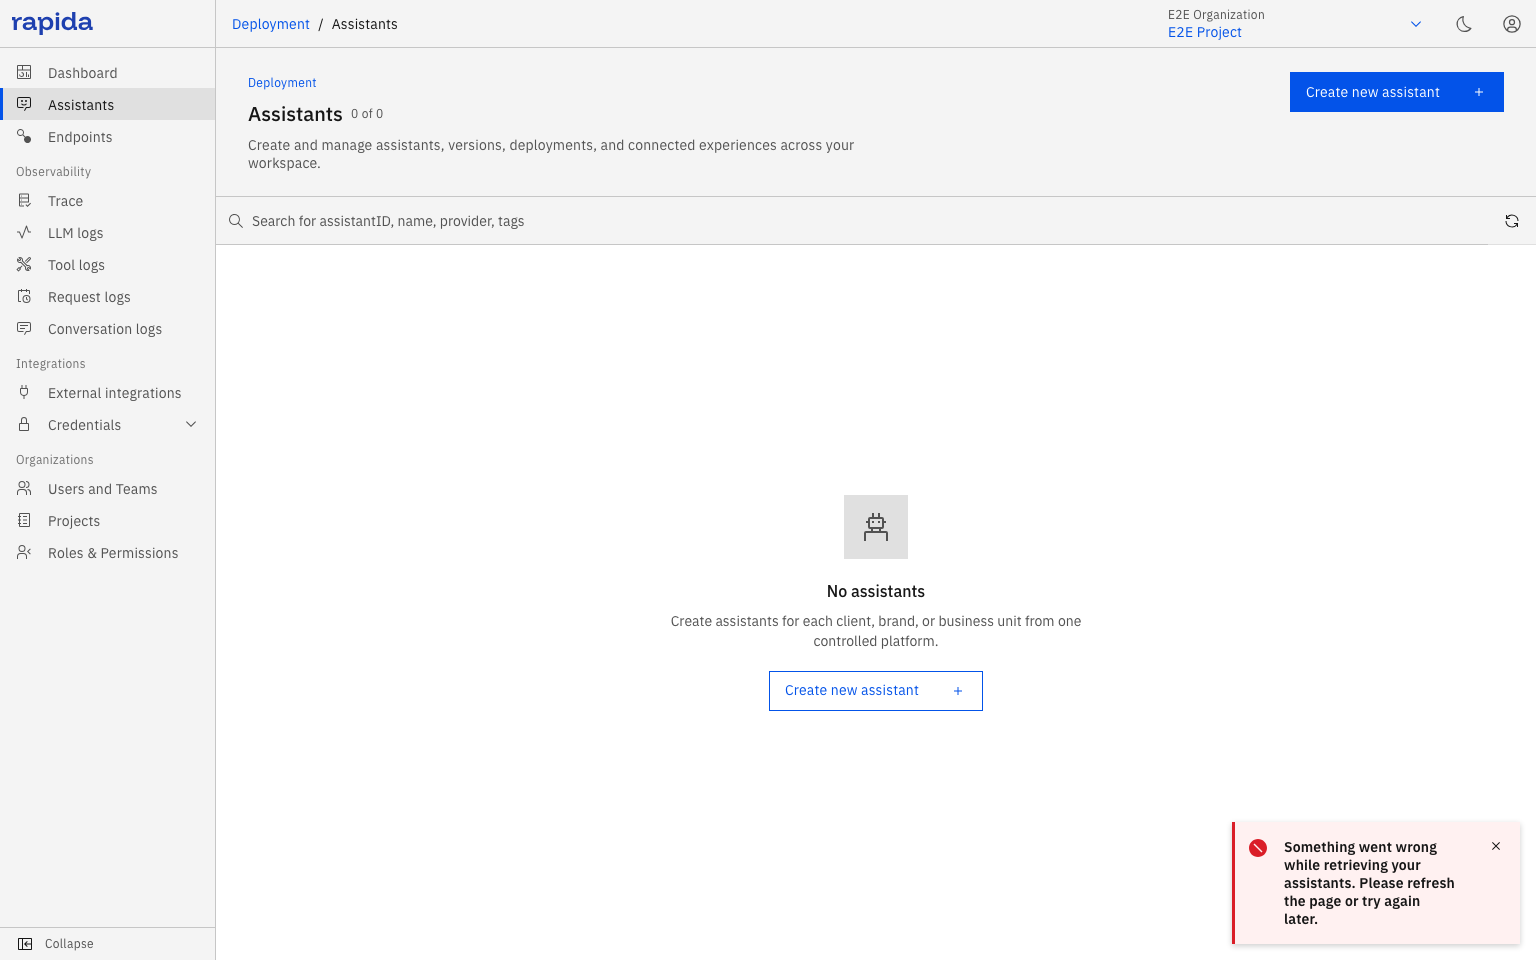 rapida
Deployment / Assistants
E2E Organization
E2E Project
Dashboard
Assistants
Endpoints
Observability
Trace
LLM logs
Tool logs
Request logs
Conversation logs
Integrations
External integrations
Credentials
Organizations
Users and Teams
Projects
Roles & Permissions
Collapse
Deployment
Assistants 0 of 0
Create and manage assistants, versions, deployments, and connected experiences across your
workspace.
Create new assistant +
Search for assistantID, name, provider, tags
No assistants
Create assistants for each client, brand, or business unit from one
controlled platform.
Create new assistant +
Something went wrong
while retrieving your
assistants. Please refresh
the page or try again
later.